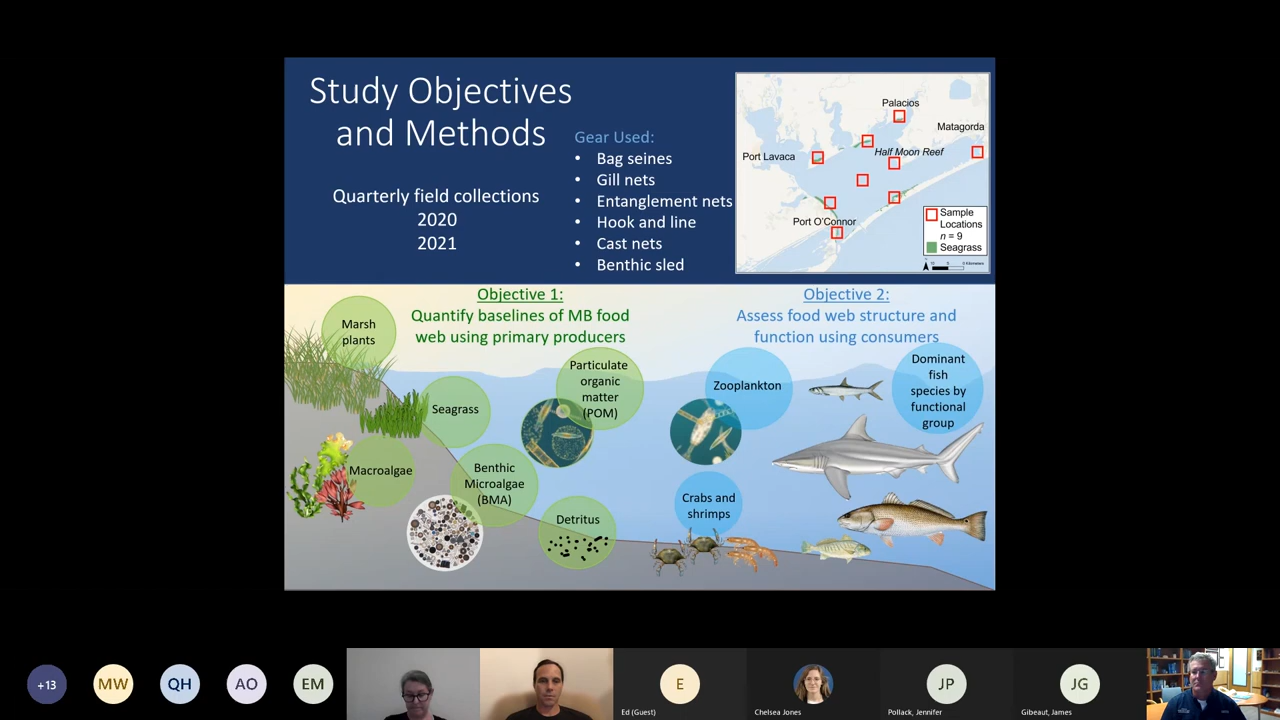 Study Objectives
and Methods
Quarterly field collections
2020
2021
Gear Used:
• Bag seines
• Gill nets
• Entanglement nets
• Hook and line
• Cast nets
• Benthic sled
Palacios
Matagorda
Port Lavaca
Half Moon Reef
Port O'Connor
Sample
Locations
n = 9
Seagrass
Objective 1:
Quantify baselines of MB food
web using primary producers
Objective 2:
Assess food web structure and
function using consumers
Marsh
plants
Seagrass
Particulate
organic
matter
(POM)
Macroalgae
Benthic
Microalgae
(BMA)
Detritus
Zooplankton
Dominant
fish
species by
functional
group
Crabs and
shrimps
+13
MW
QH
AO
EM
E
JP
JG
Ed (Guest)
Chelsea Jones
Pollack, Jennifer
Gibeaut, James